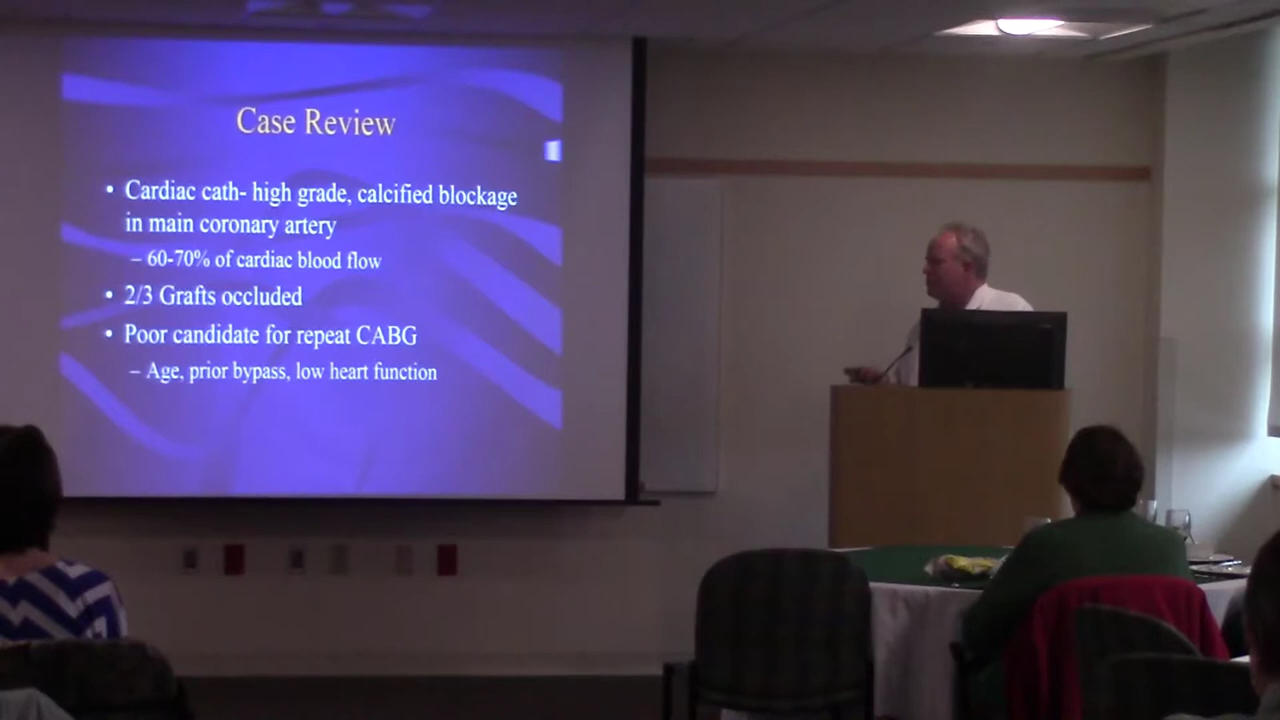 Case Review
• Cardiac cath- high grade, calcified blockage
in main coronary artery
– 60-70% of cardiac blood flow
• 2/3 Grafts occluded
• Poor candidate for repeat CABG
– Age, prior bypass, low heart function